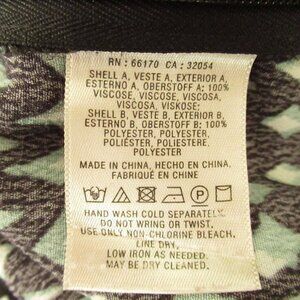 RN : 66170 CA : 32054
SHELL A, VESTE A, EXTERIOR A,
ESTERNO A, OBERSTOFF A: 100%
VISCOSE, VISCOSE, VISCOSA,
VISCOSA, VISKOSE;
SHELL B, VESTE B, EXTERIOR B,
ESTERNO B, OBERSTOFF B: 100%
POLYESTER, POLYESTER,
POLIÉSTER, POLIESTERE,
POLYESTER.
MADE IN CHINA, HECHO EN CHINA,
FABRIQUÉ EN CHINE
P
HAND WASH COLD SEPARATELY.
DO NOT WRING OR TWIST.
USE ONLY NON-CHLORINE BLEACH.
LINE DRY,
LOW IRON AS NEEDED.
MAY BE DRY CLEANED.